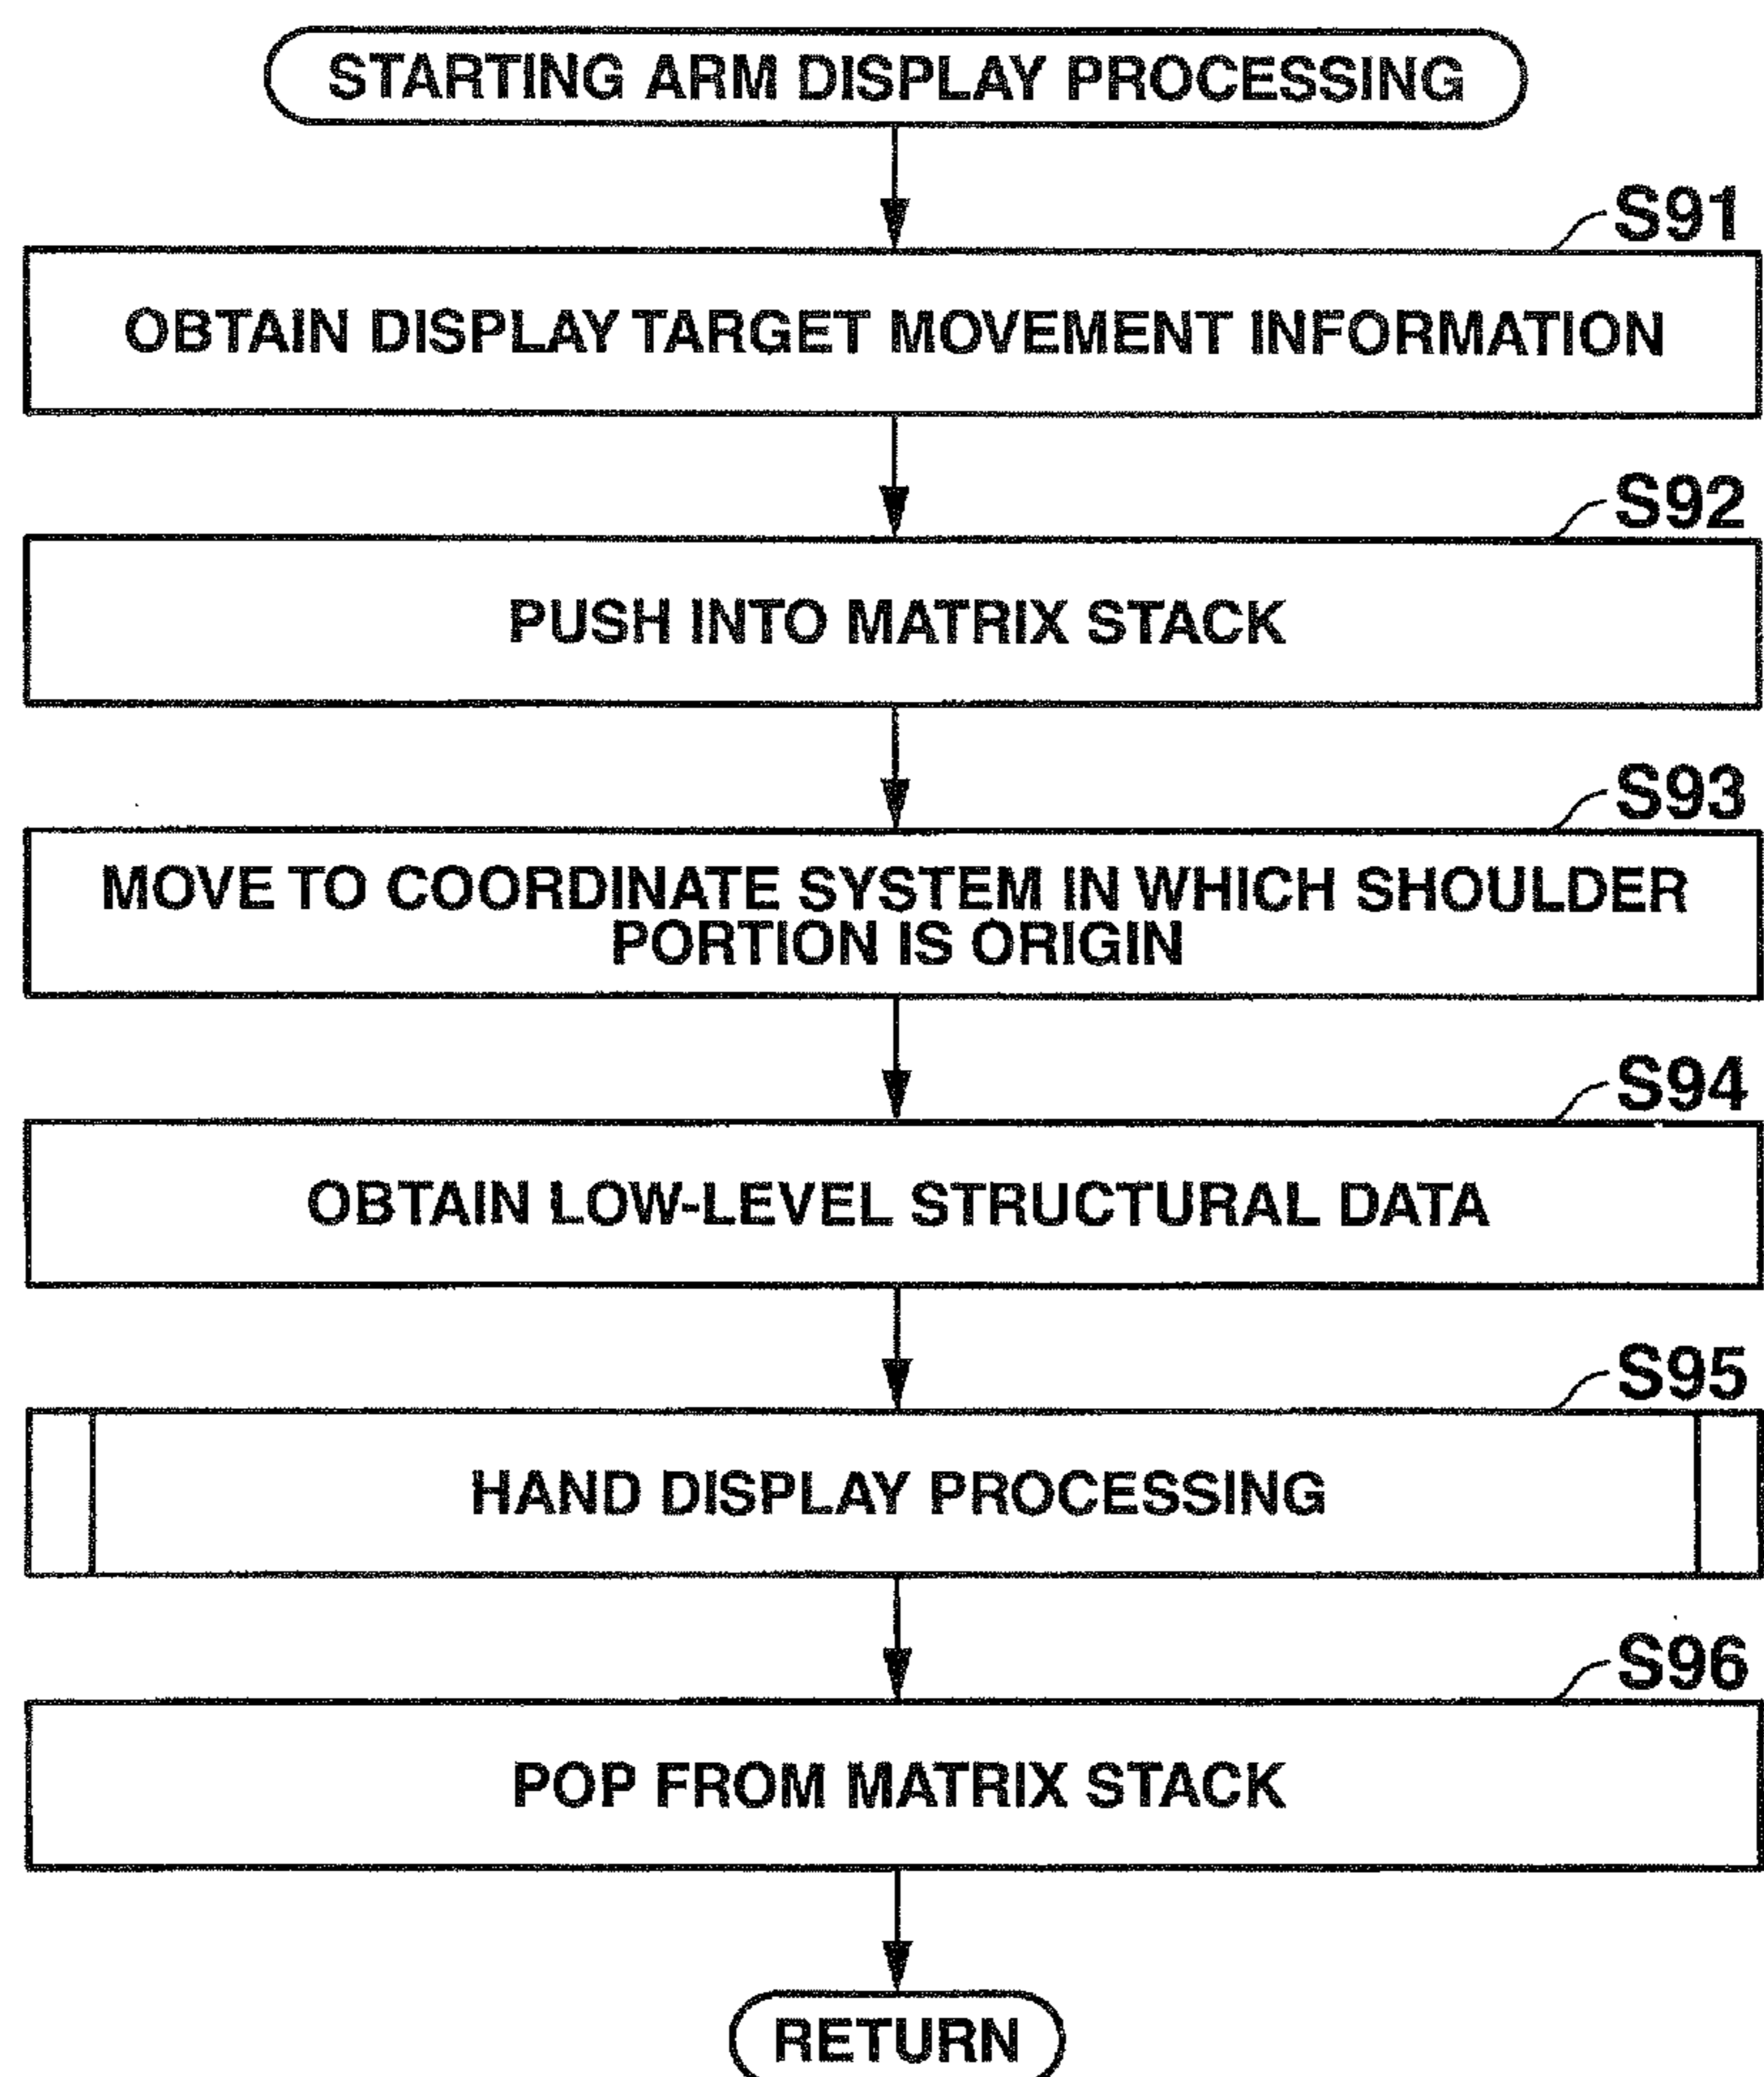 STARTING ARM DISPLAY PROCESSING
S91
OBTAIN DISPLAY TARGET MOVEMENT INFORMATION
S92
PUSH INTO MATRIX STACK
S93
MOVE TO COORDINATE SYSTEM IN WHICH SHOULDER
PORTION IS ORIGIN
S94
OBTAIN LOW-LEVEL STRUCTURAL DATA
S95
HAND DISPLAY PROCESSING
S96
POP FROM MATRIX STACK
RETURN